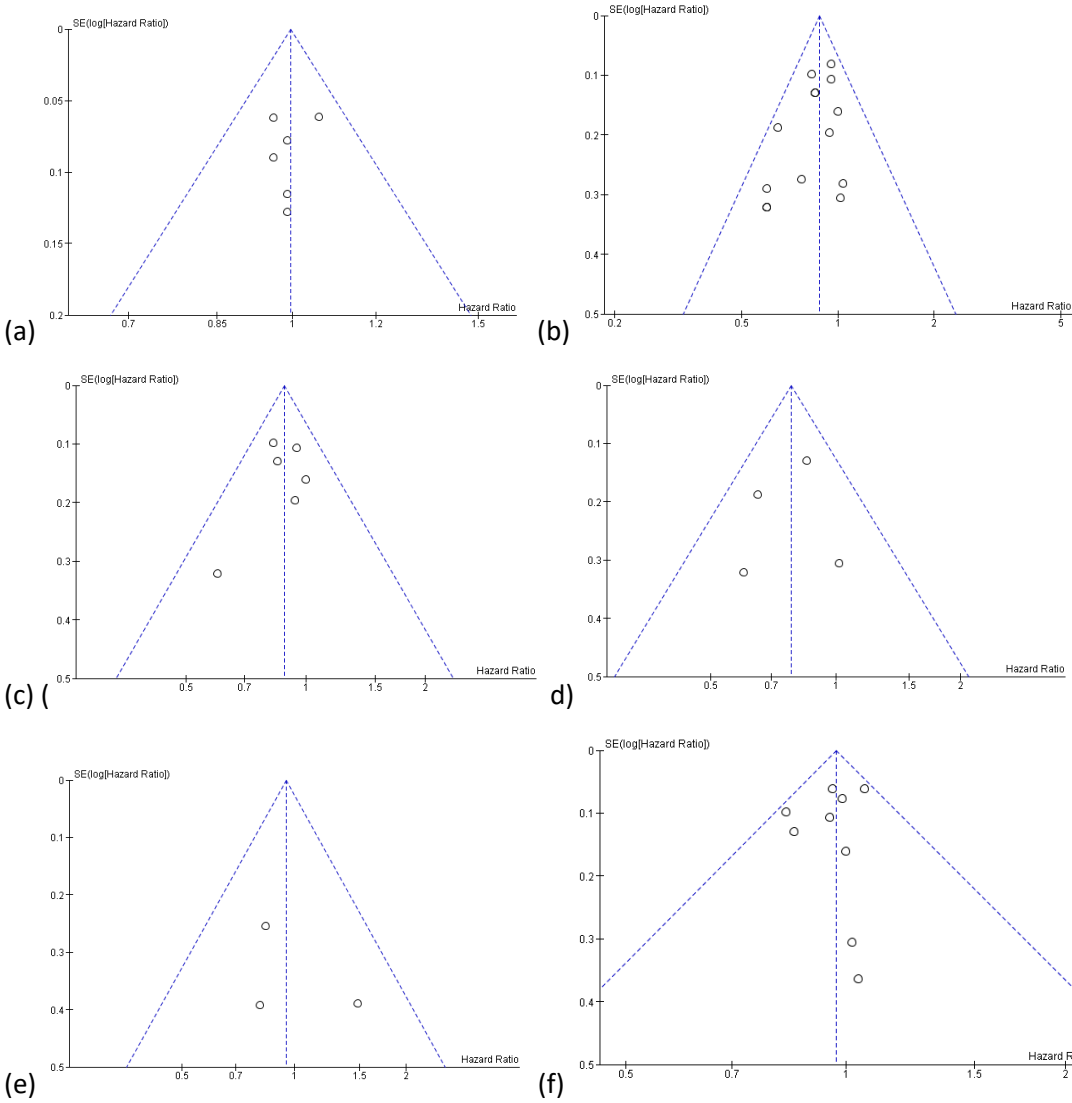 SE(log[Hazard Ratio])
0
0.05
0.1
0.15
0.2
Hazard Ratio
0.7 0.85 1 1.2 1.5
(a)
SE(log[Hazard Ratio])
0
0.1
0.2
0.3
0.4
0.5
Hazard Ratio
0.2 0.5 1 2 5
(b)
SE(log[Hazard Ratio])
0
0.1
0.2
0.3
0.4
0.5
Hazard Ratio
0.5 0.7 1 1.5 2
(c) (
SE(log[Hazard Ratio])
0
0.1
0.2
0.3
0.4
0.5
Hazard Ratio
0.5 0.7 1 1.5 2
d)
SE(log[Hazard Ratio])
0
0.1
0.2
0.3
0.4
0.5
Hazard Ratio
0.5 0.7 1 1.5 2
(e)
SE(log[Hazard Ratio])
0
0.1
0.2
0.3
0.4
0.5
Hazard R
0.5 0.7 1 1.5 2
(f)